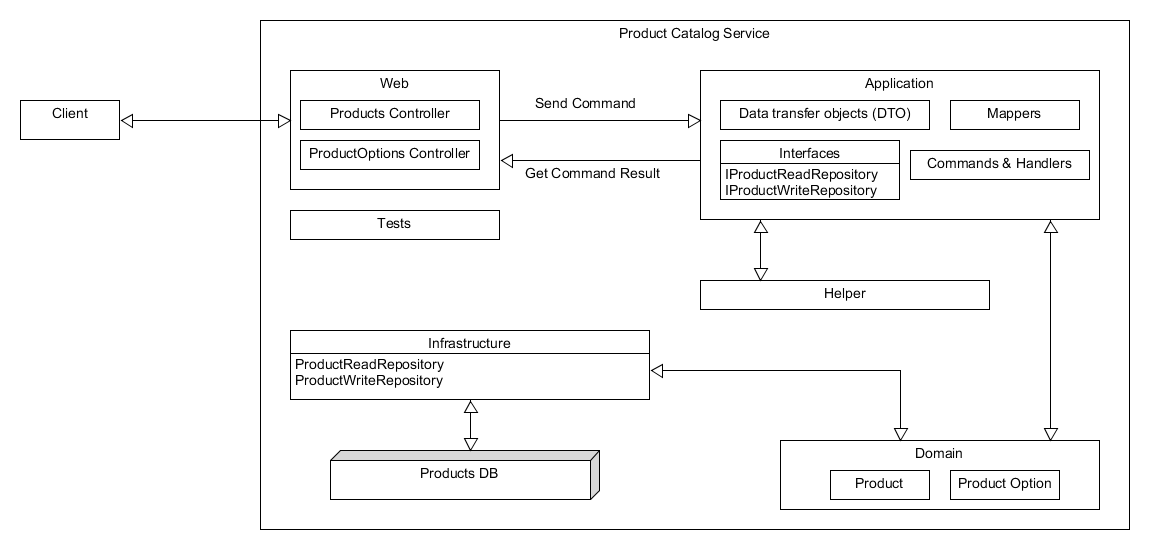 Product Catalog Service
Client
Web
Products Controller
ProductOptions Controller
Send Command
Get Command Result
Application
Data transfer objects (DTO)
Mappers
Interfaces
IProductReadRepository
IProductWriteRepository
Commands & Handlers
Tests
Helper
Infrastructure
ProductReadRepository
ProductWriteRepository
Products DB
Domain
Product
Product Option